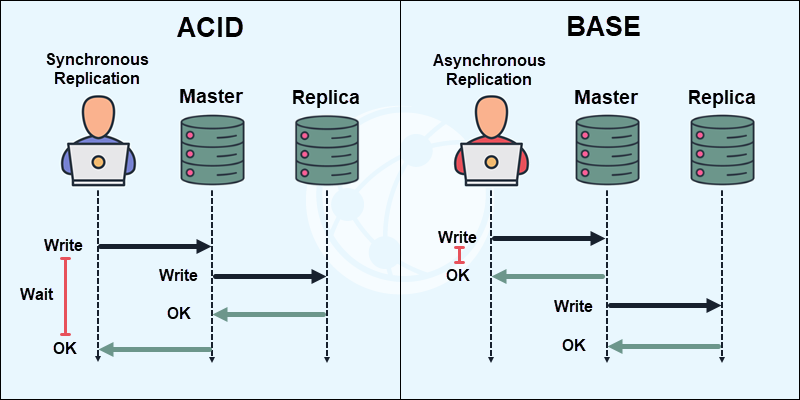 ACID
Synchronous
Replication
Master
Replica
Write
Write
Wait
OK
OK
BASE
Asynchronous
Replication
Master
Replica
Write
OK
Write
OK